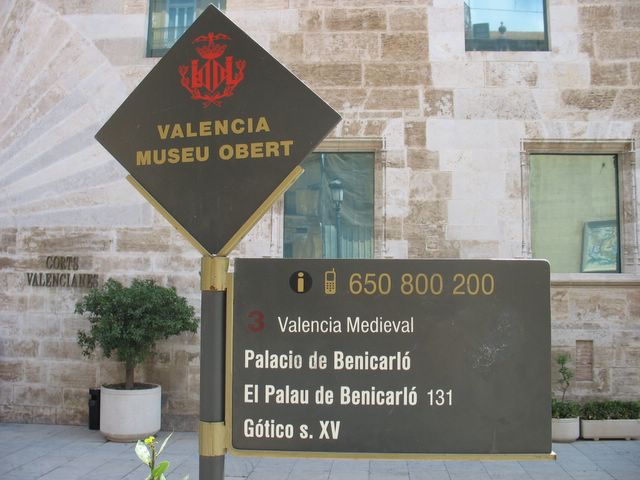 VALENCIA
MUSEU OBERT
CORTS
VALENCIANES
i 650 800 200
3 Valencia Medieval
Palacio de Benicarló
El Palau de Benicarló 131
Gótico s. XV